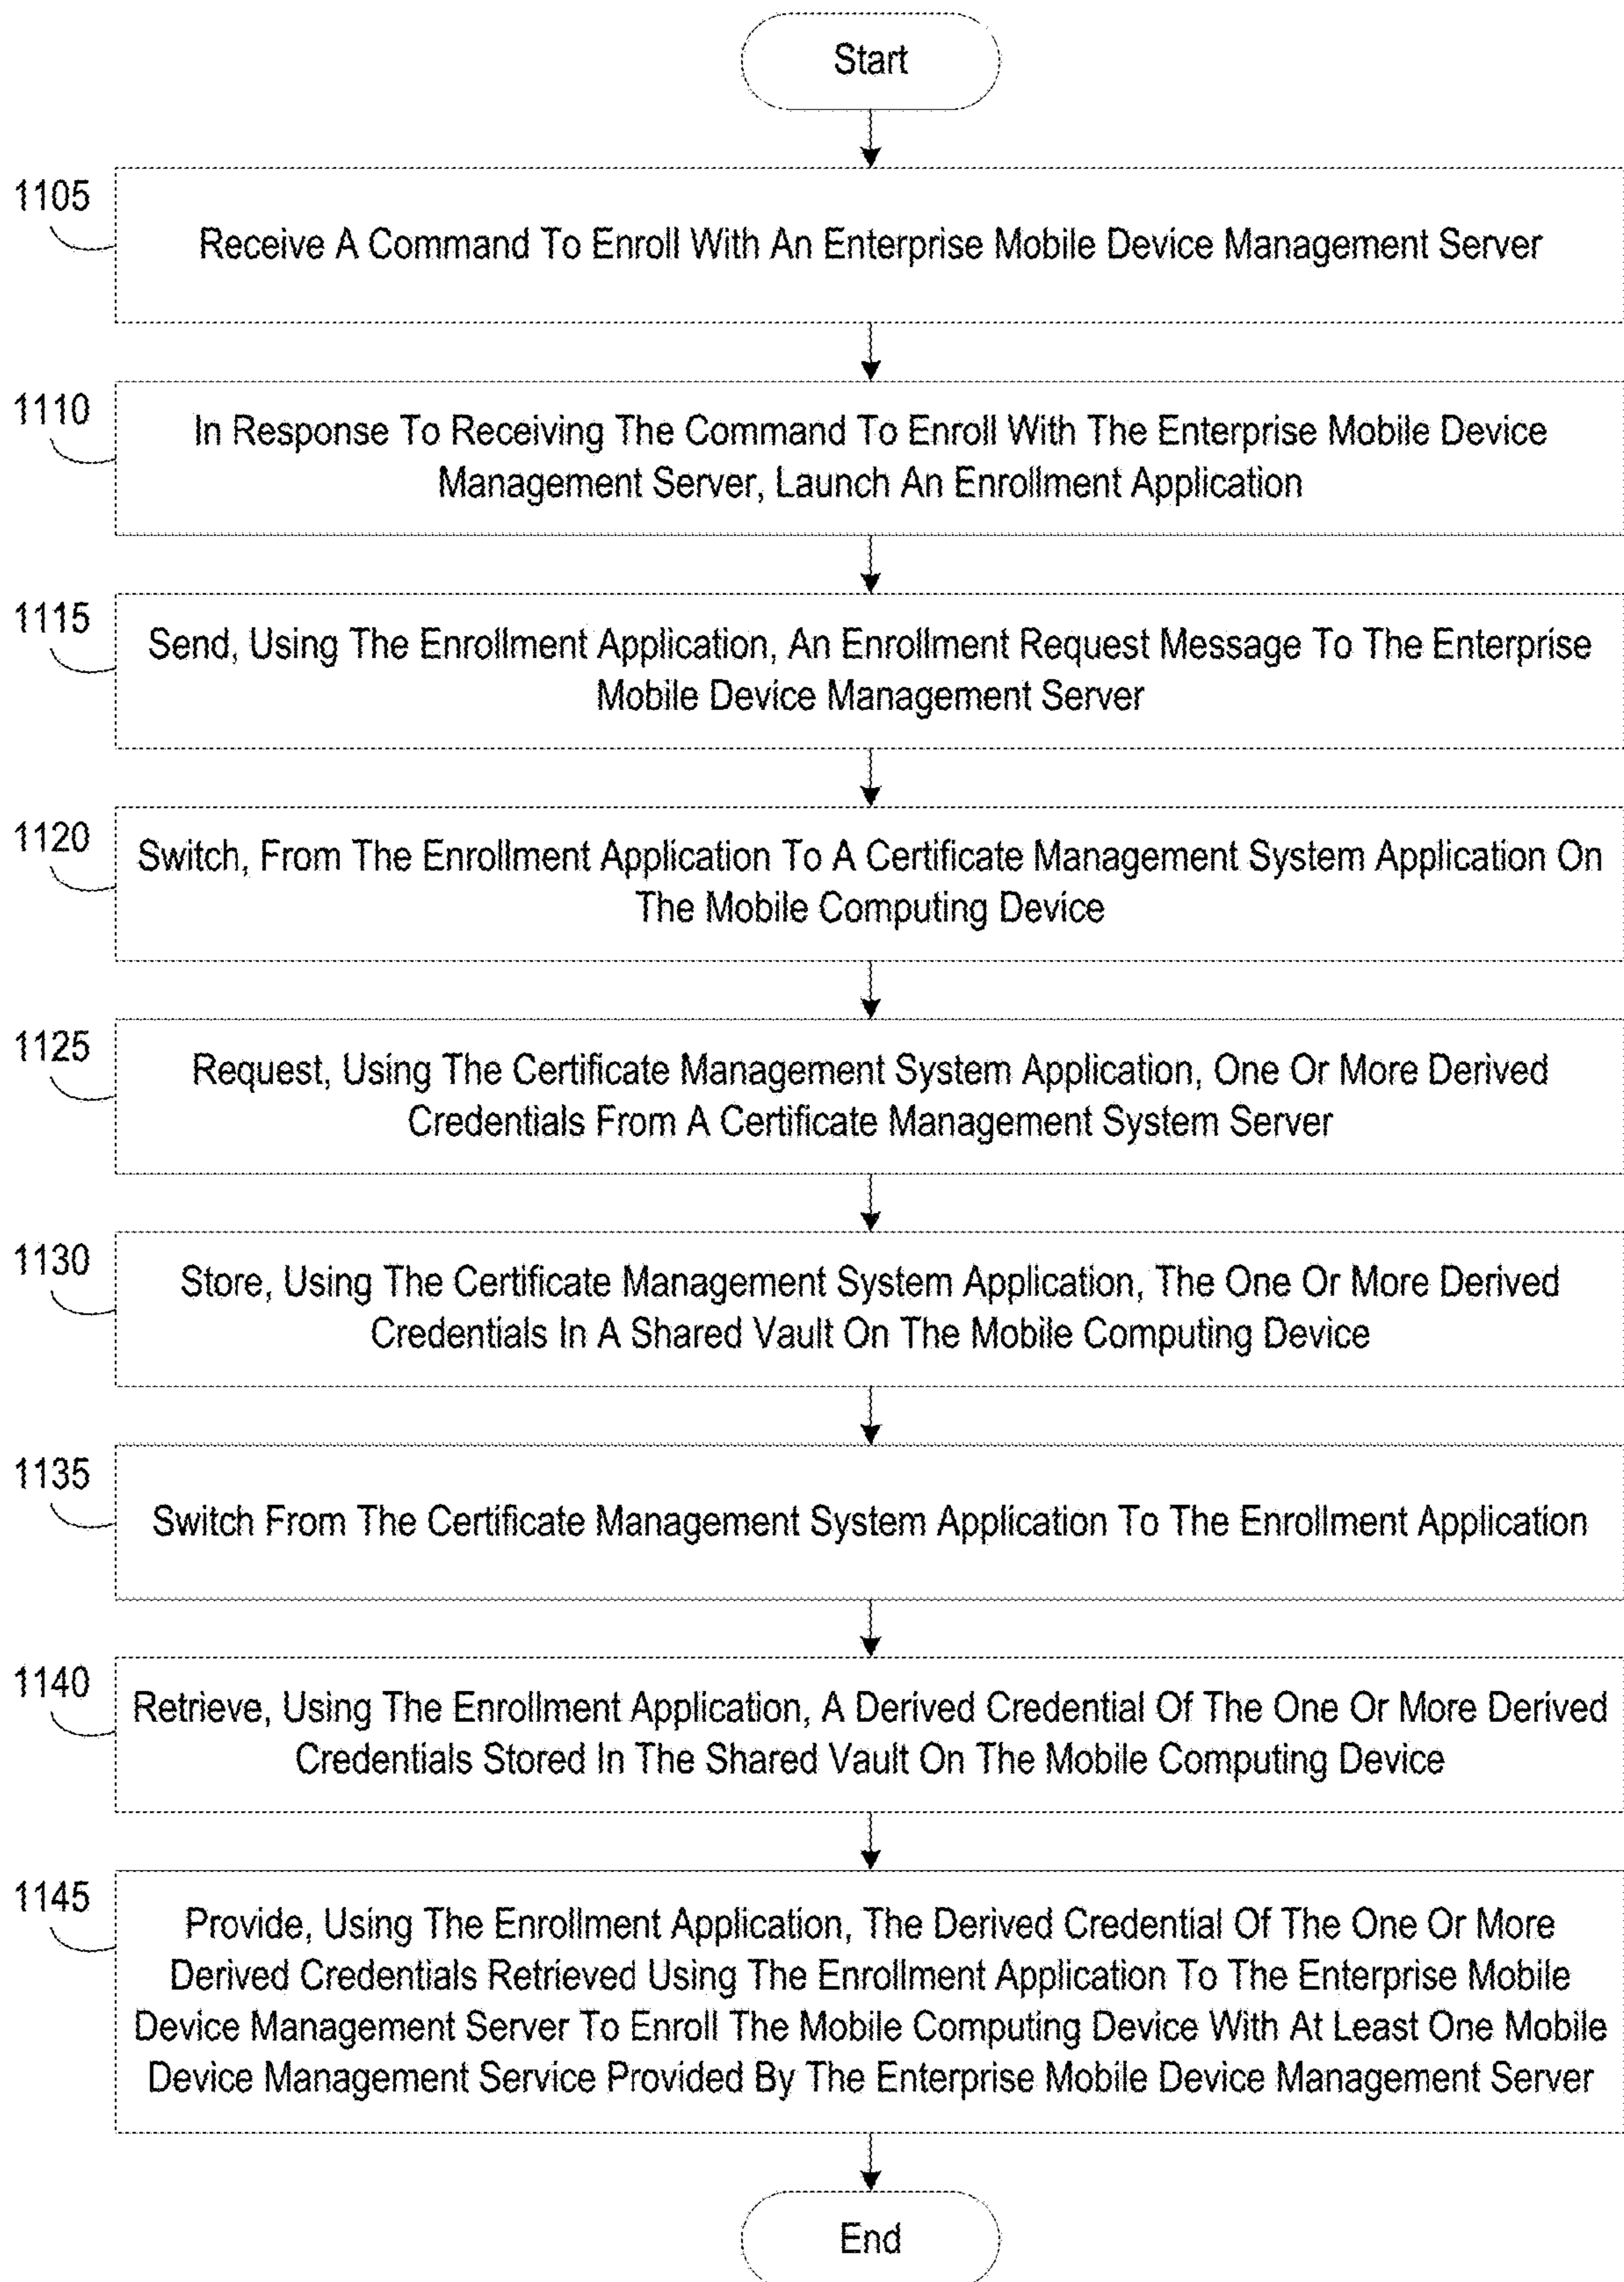 Start
1105
Receive A Command To Enroll With An Enterprise Mobile Device Management Server
1110
In Response To Receiving The Command To Enroll With The Enterprise Mobile Device
Management Server, Launch An Enrollment Application
1115
Send, Using The Enrollment Application, An Enrollment Request Message To The Enterprise
Mobile Device Management Server
1120
Switch, From The Enrollment Application To A Certificate Management System Application On
The Mobile Computing Device
1125
Request, Using The Certificate Management System Application, One Or More Derived
Credentials From A Certificate Management System Server
1130
Store, Using The Certificate Management System Application, The One Or More Derived
Credentials In A Shared Vault On The Mobile Computing Device
1135
Switch From The Certificate Management System Application To The Enrollment Application
1140
Retrieve, Using The Enrollment Application, A Derived Credential Of The One Or More Derived
Credentials Stored In The Shared Vault On The Mobile Computing Device
1145
Provide, Using The Enrollment Application, The Derived Credential Of The One Or More
Derived Credentials Retrieved Using The Enrollment Application To The Enterprise Mobile
Device Management Server To Enroll The Mobile Computing Device With At Least One Mobile
Device Management Service Provided By The Enterprise Mobile Device Management Server
End